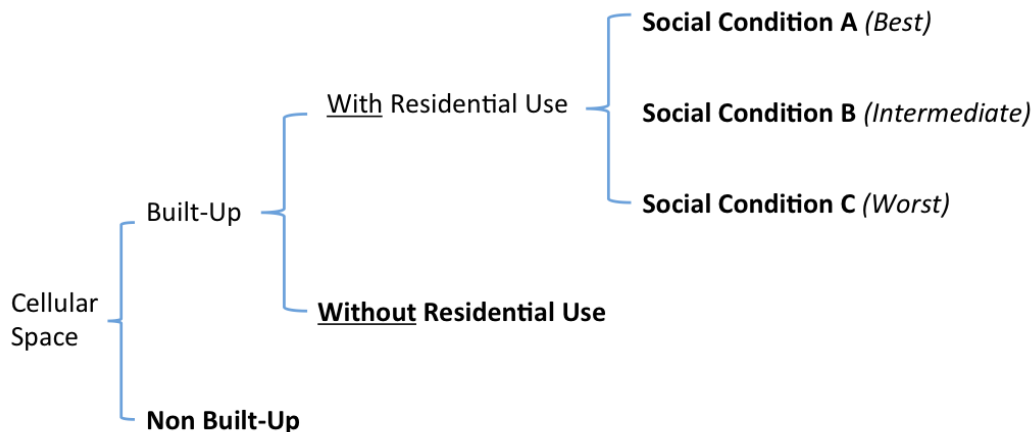 Social Condition A (Best)
With Residential Use
Social Condition B (Intermediate)
Social Condition C (Worst)
Built-Up
Cellular
Space
Without Residential Use
Non Built-Up